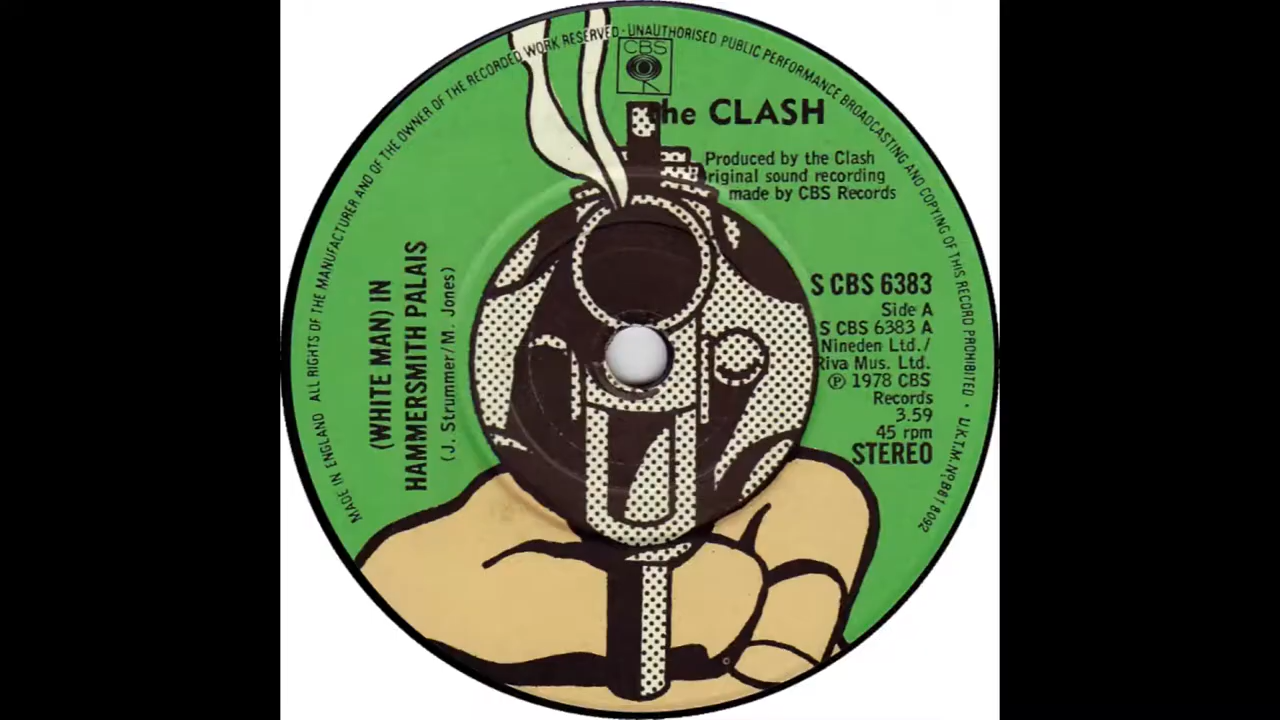 MADE IN ENGLAND ALL RIGHTS OF THE MANUFACTURER AND OF THE OWNER OF THE RECORDED WORK RESERVED · UNAUTHORISED PUBLIC PERFORMANCE BROADCASTING AND COPYING OF THIS RECORD PROHIBITED · U.K.T.M. Nº B618092
CBS
the CLASH
Produced by the Clash
riginal sound recording
made by CBS Records
(WHITE MAN) IN
HAMMERSMITH PALAIS
(J. Strummer/M. Jones)
S CBS 6383
Side A
S CBS 6383 A
Nineden Ltd./
Riva Mus. Ltd.
℗ 1978 CBS
Records
3.59
45 rpm
STEREO